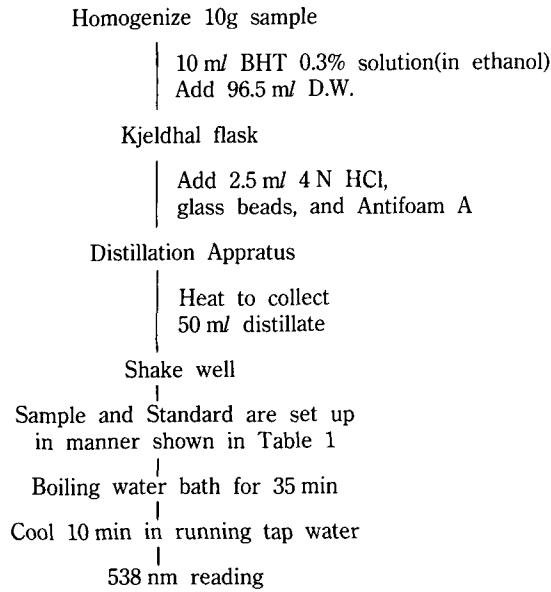 Homogenize 10g sample
10 ml BHT 0.3% solution(in ethanol)
Add 96.5 ml D.W.
Kjeldhal flask
Add 2.5 ml 4 N HCl,
glass beads, and Antifoam A
Distillation Appratus
Heat to collect
50 ml distillate
Shake well
Sample and Standard are set up
in manner shown in Table 1
Boiling water bath for 35 min
Cool 10 min in running tap water
538 nm reading